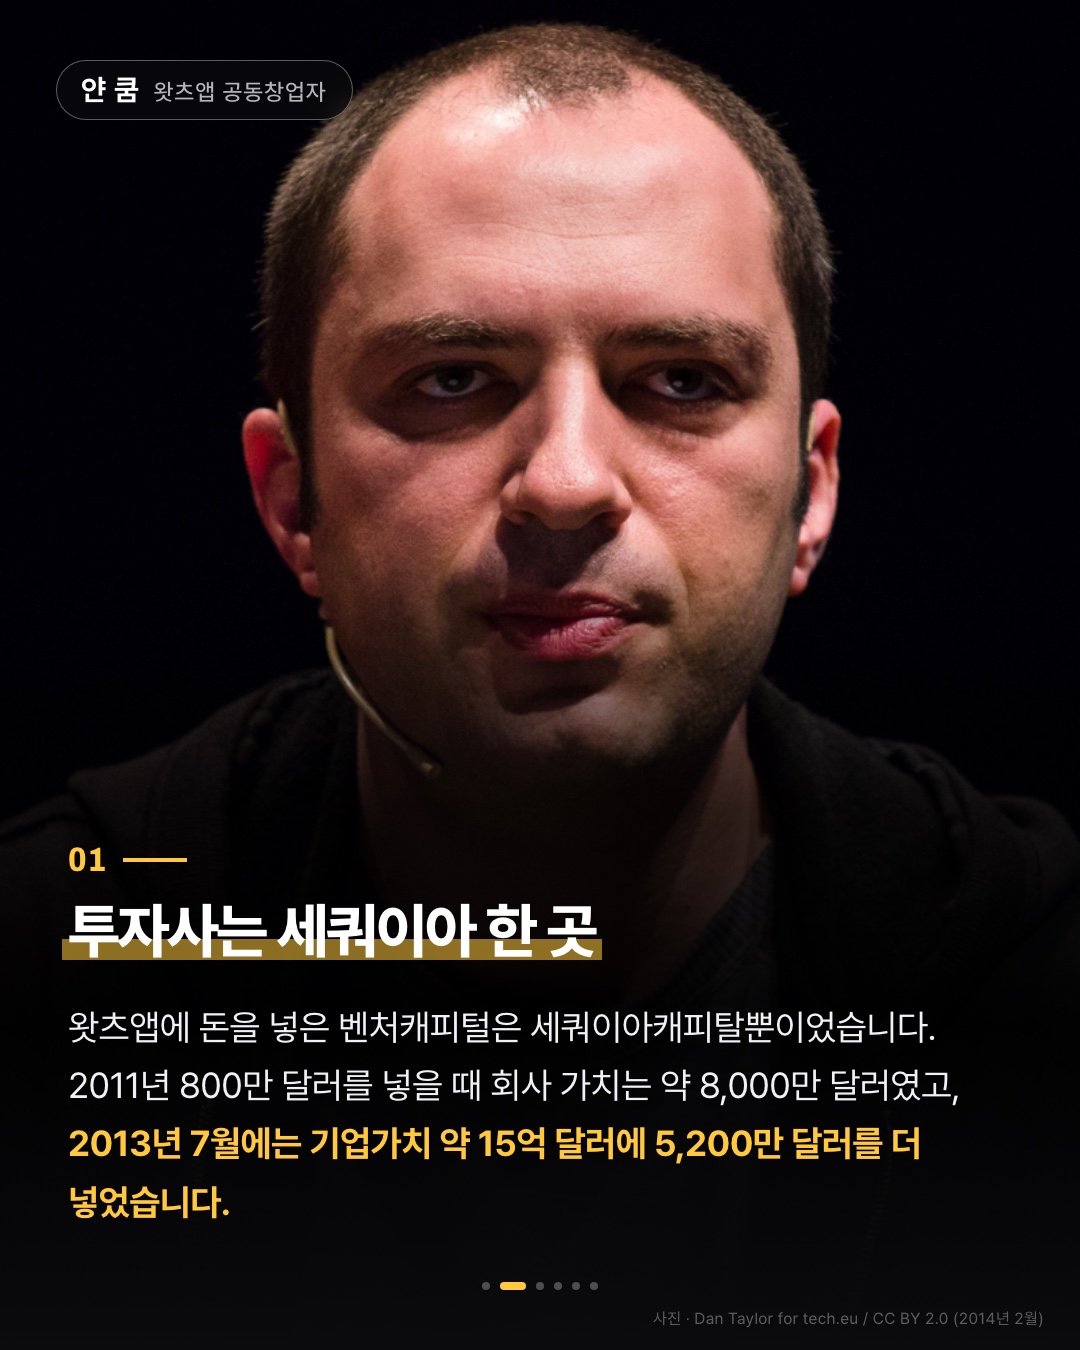 얀 쿰 왓츠앱 공동창업자
01
투자사는 세쿼이아 한 곳
왓츠앱에 돈을 넣은 벤처캐피털은 세쿼이아캐피탈뿐이었습니다.
2011년 800만 달러를 넣을 때 회사 가치는 약 8,000만 달러였고,
2013년 7월에는 기업가치 약 15억 달러에 5,200만 달러를 더
넣었습니다.
사진 · Dan Taylor for tech.eu / CC BY 2.0 (2014년 2월)